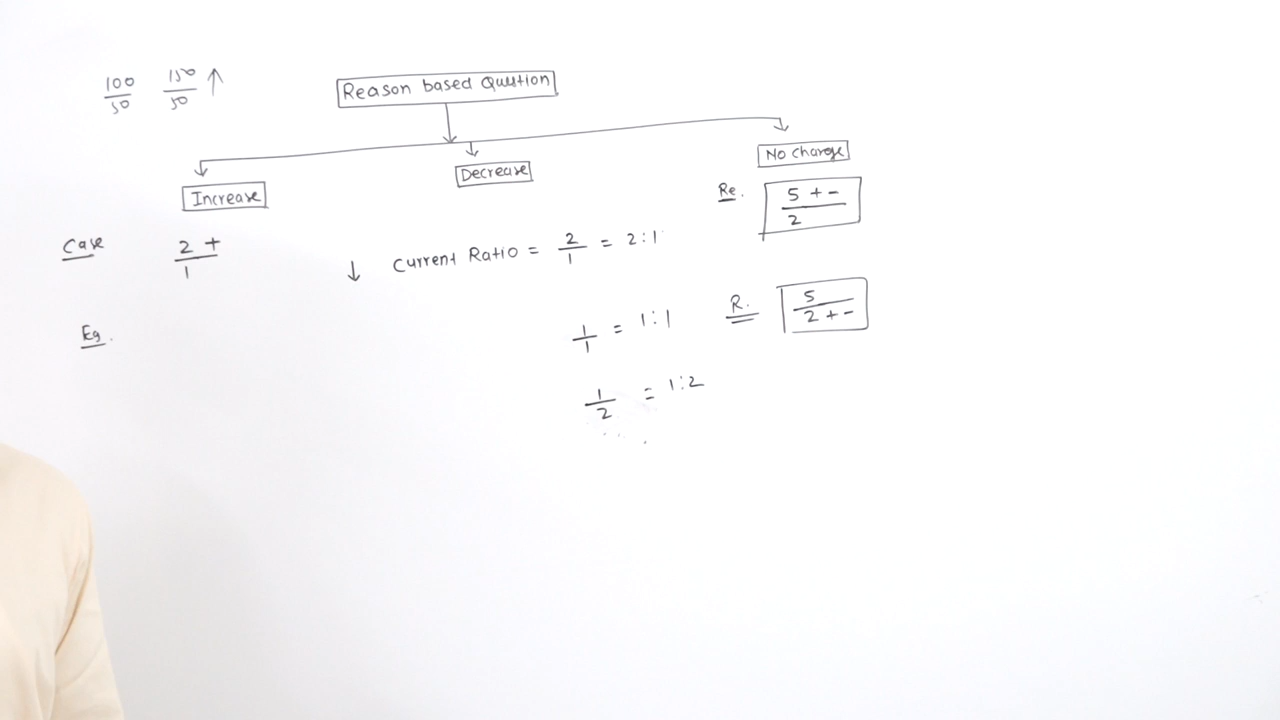 100/50 150/50 ↑
Reason based Question
Increase
Decrease
No change
Case
2 +/1
↓ Current Ratio = 2/1 = 2:1
Re. 5 + -/2
Eg.
1/1 = 1:1
R. 5/2 + -
1/2 = 1:2